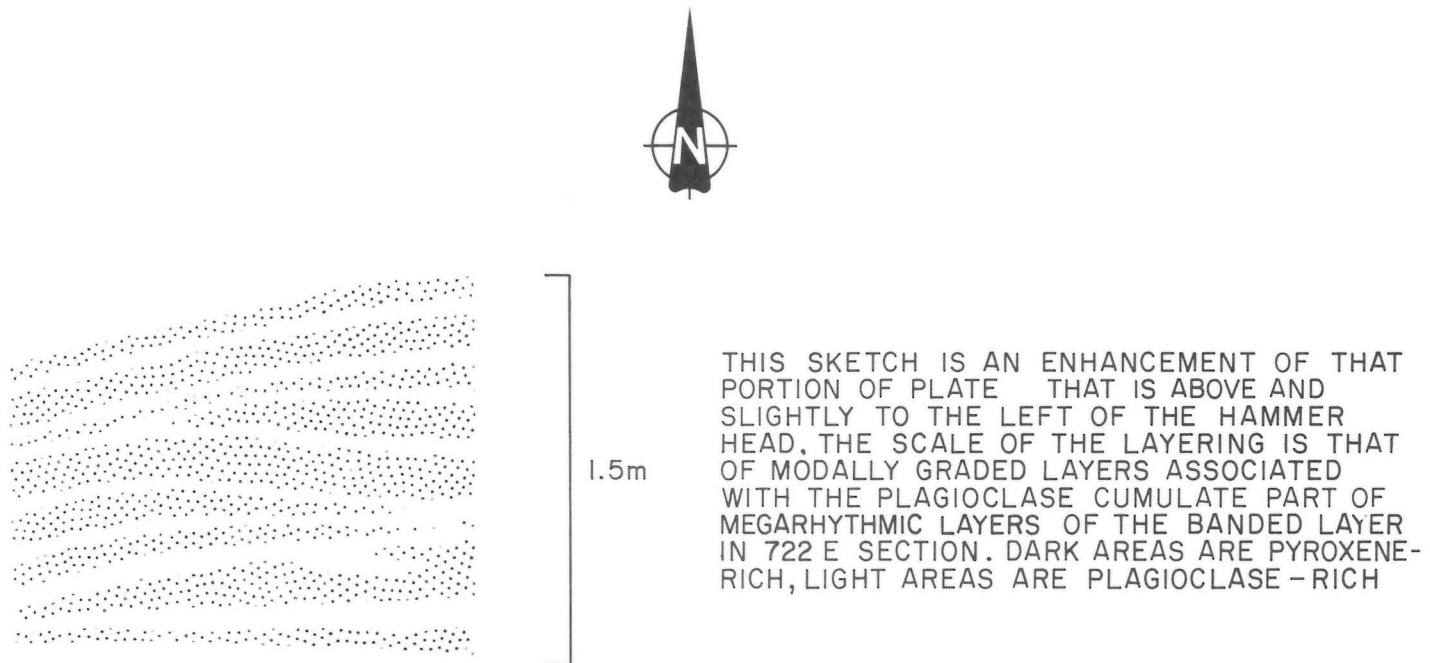 N
1.5m
THIS SKETCH IS AN ENHANCEMENT OF THAT
PORTION OF PLATE THAT IS ABOVE AND
SLIGHTLY TO THE LEFT OF THE HAMMER
HEAD. THE SCALE OF THE LAYERING IS THAT
OF MODALLY GRADED LAYERS ASSOCIATED
WITH THE PLAGIOCLASE CUMULATE PART OF
MEGARHYTHMIC LAYERS OF THE BANDED LAYER
IN 722 E SECTION. DARK AREAS ARE PYROXENE-
RICH, LIGHT AREAS ARE PLAGIOCLASE-RICH